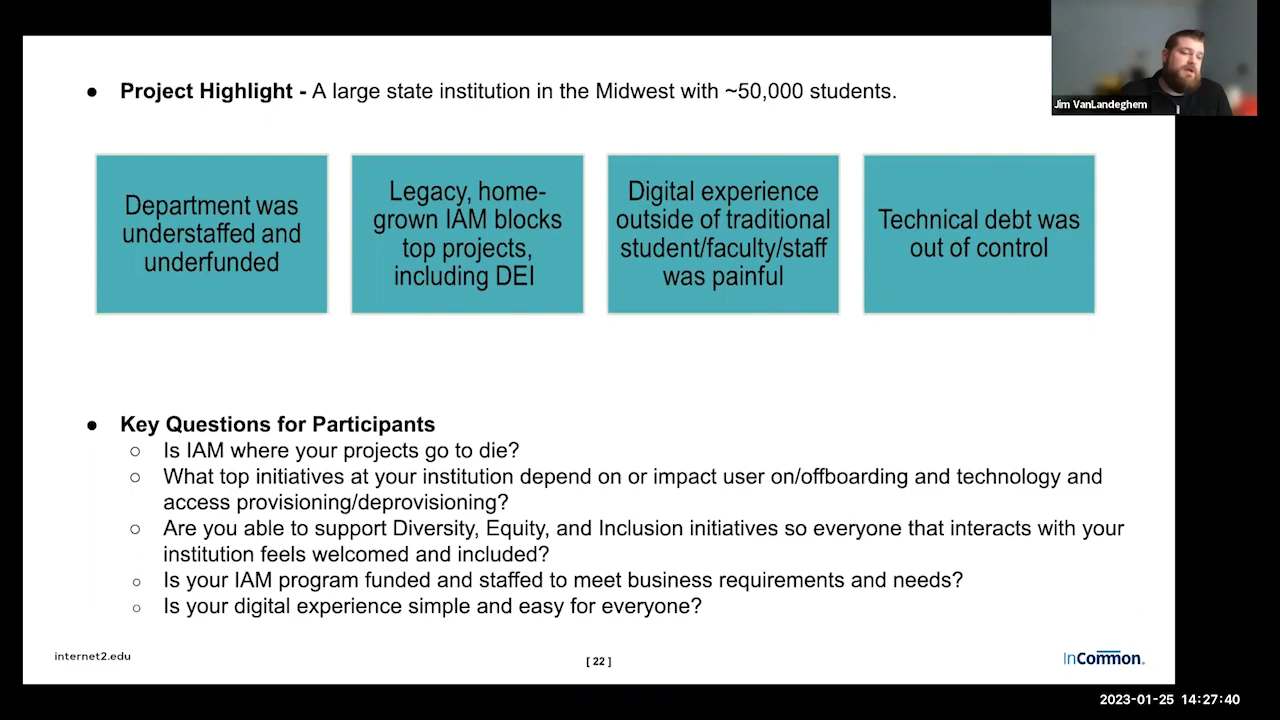 ● Project Highlight - A large state institution in the Midwest with ~50,000 students.
Jim VanLandeghem
Department was
understaffed and
underfunded
Legacy, home-
grown IAM blocks
top projects,
including DEI
Digital experience
outside of traditional
student/faculty/staff
was painful
Technical debt was
out of control
● Key Questions for Participants
○ Is IAM where your projects go to die?
○ What top initiatives at your institution depend on or impact user on/offboarding and technology and
access provisioning/deprovisioning?
○ Are you able to support Diversity, Equity, and Inclusion initiatives so everyone that interacts with your
institution feels welcomed and included?
○ Is your IAM program funded and staffed to meet business requirements and needs?
○ Is your digital experience simple and easy for everyone?
internet2.edu
[ 22 ]
InCommon.
2023-01-25 14:27:40